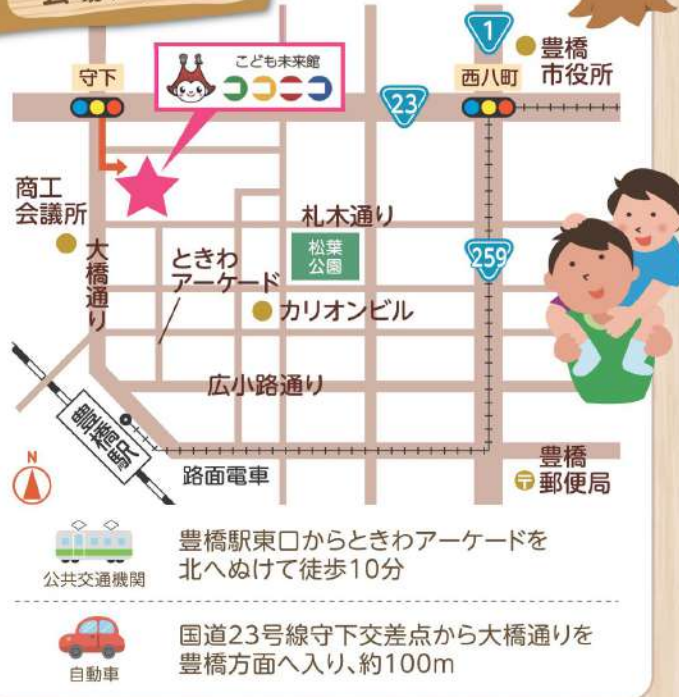 1
豊橋
市役所
こども未来館
ココニコ
守下
西八町
23
商工
会議所
札木通り
大橋通り
ときわ
アーケード
松葉
公園
259
カリオンビル
広小路通り
豊橋駅
N
路面電車
豊橋
郵便局
豊橋駅東口からときわアーケードを
北へぬけて徒歩10分
公共交通機関
国道23号線守下交差点から大橋通りを
豊橋方面へ入り、約100m
自動車